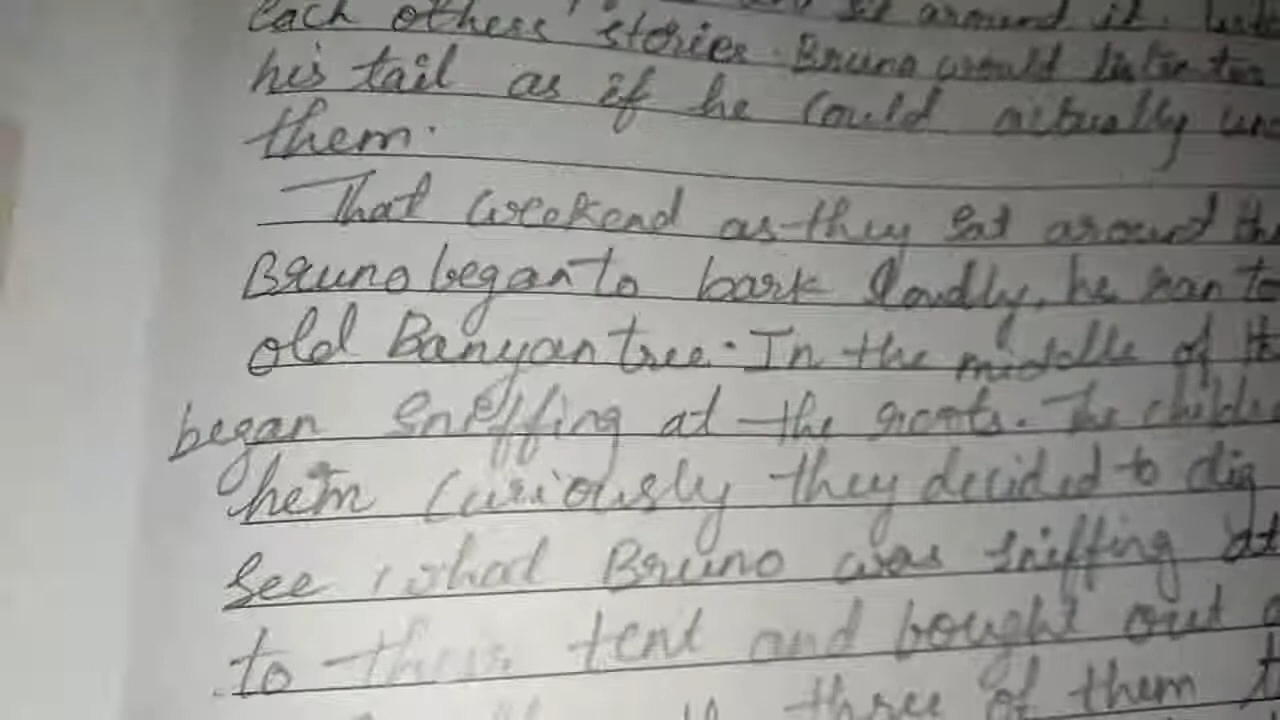 each others' stories. Bruno would
his tail as if he could actually
them.
That weekend as they sat around
Bruno began to bark loudly, he ran to
old Banyan tree. In the middle of
began sniffing at the roots. The
hem curiously they decided to dig
see what Bruno was sniffing at
to their tent and bought out
three of them